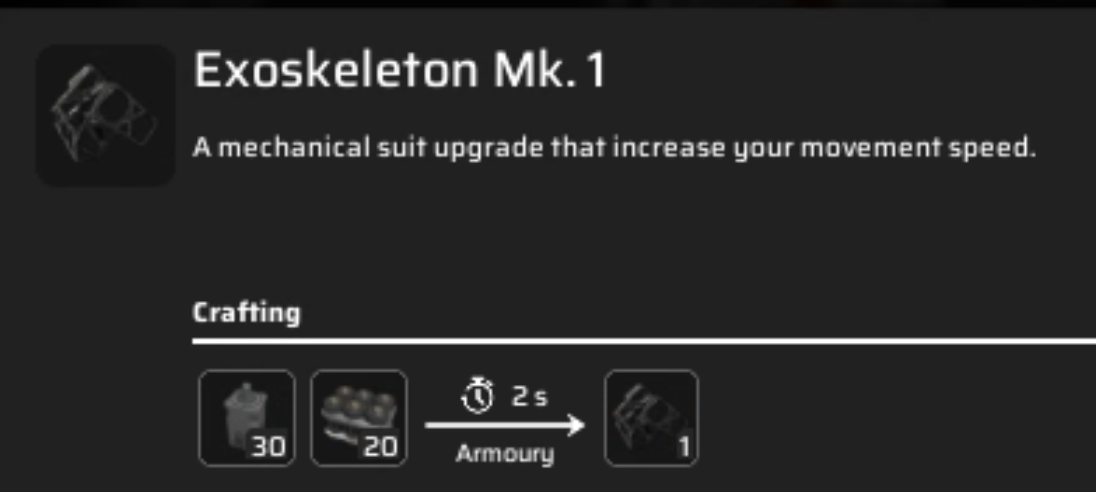 Exoskeleton Mk. 1
A mechanical suit upgrade that increase your movement speed.
Crafting
30 20 2 s 1
Armoury